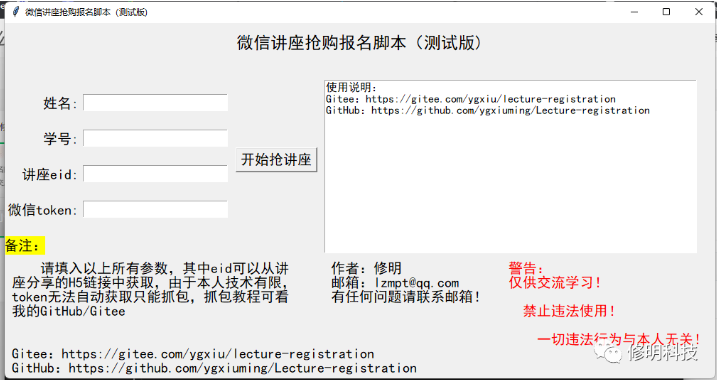 微信讲座抢购报名脚本（测试版）
微信讲座抢购报名脚本（测试版）
姓名:
学号:
讲座eid:
微信token:
开始抢讲座
使用说明:
Gitee：https://gitee.com/ygxiu/lecture-registration
GitHub：https://github.com/ygxiuming/Lecture-registration
备注:
请填入以上所有参数，其中eid可以从讲
座分享的H5链接中获取，由于本人技术有限，
token无法自动获取只能抓包，抓包教程可看
我的GitHub/Gitee
作者：修明
邮箱：lzmpt@qq.com
有任何问题请联系邮箱！
警告：
仅供交流学习！
禁止违法使用！
一切违法行为与本人无关！
Gitee：https://gitee.com/ygxiu/lecture-registration
GitHub：https://github.com/ygxiuming/Lecture-registration
修明科技